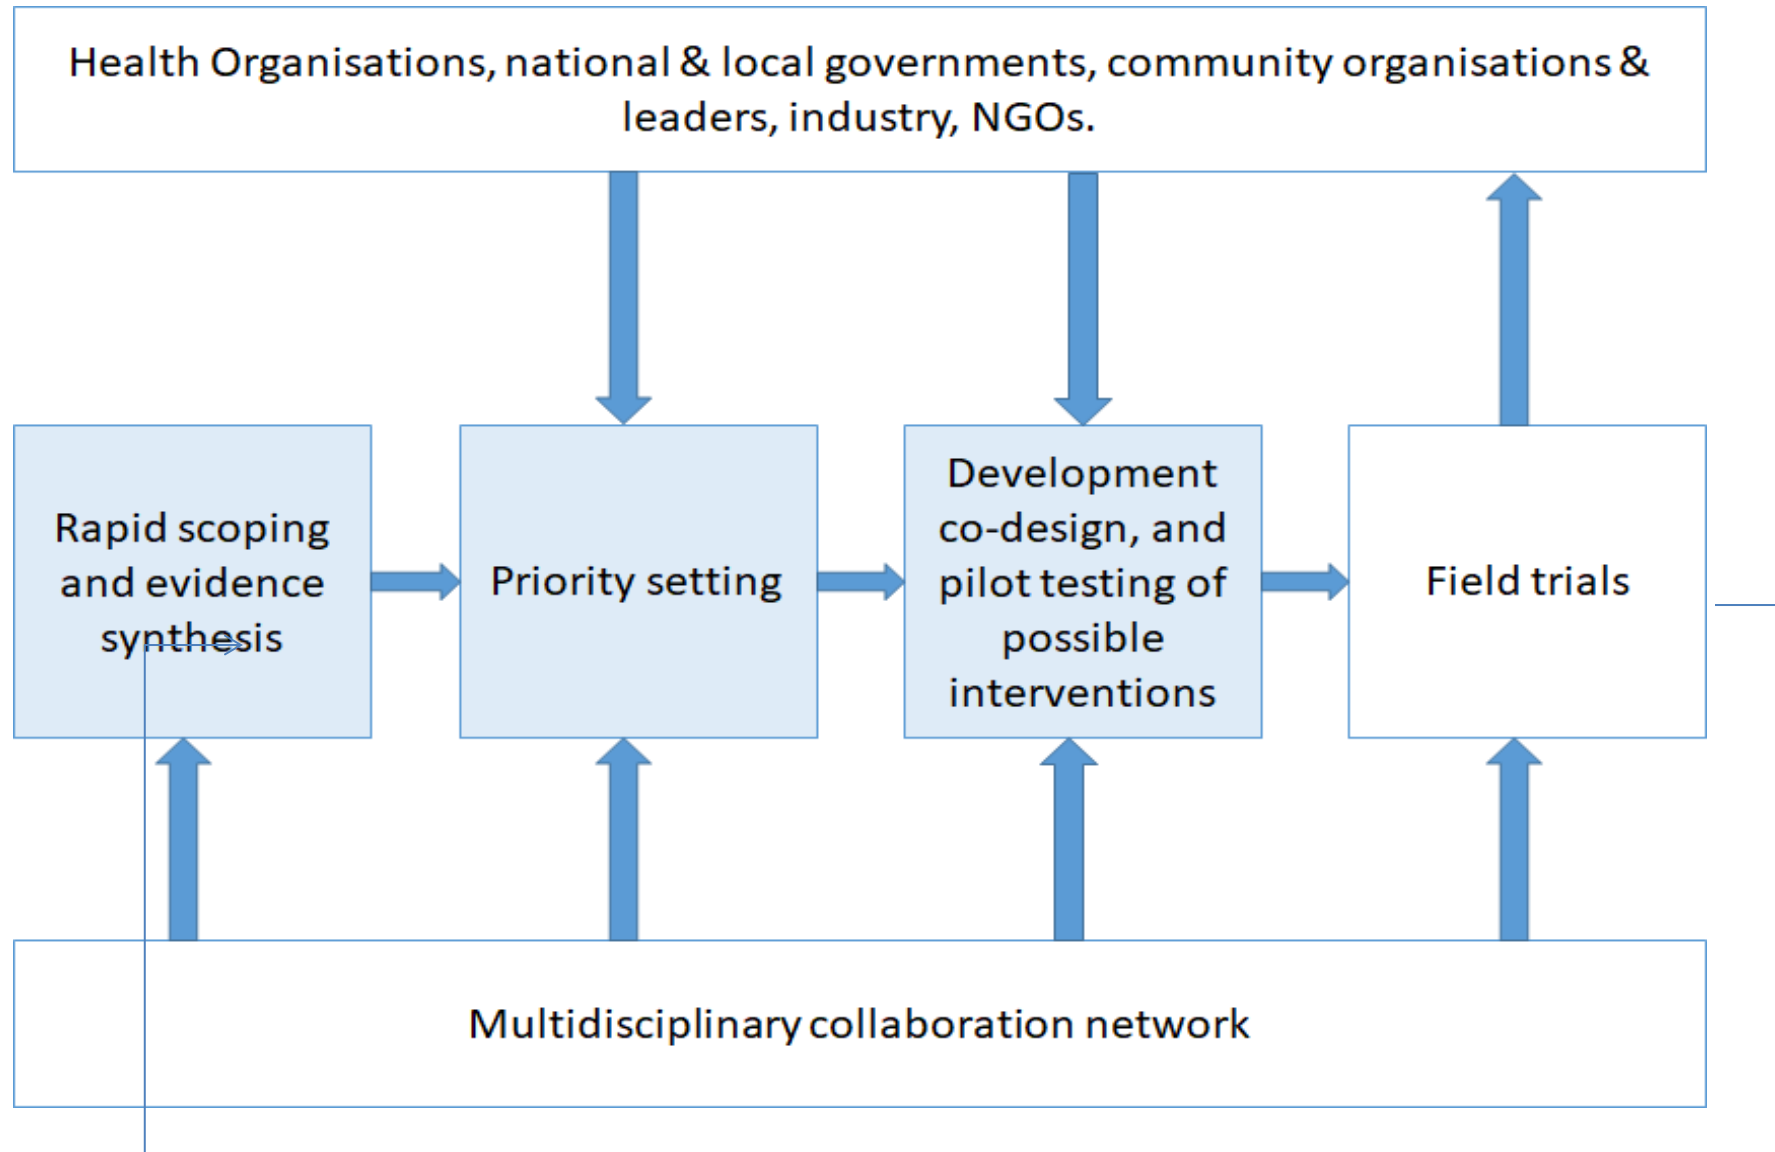 Health Organisations, national & local governments, community organisations &
leaders, industry, NGOs.
Rapid scoping
and evidence
synthesis
Priority setting
Development
co-design, and
pilot testing of
possible
interventions
Field trials
Multidisciplinary collaboration network